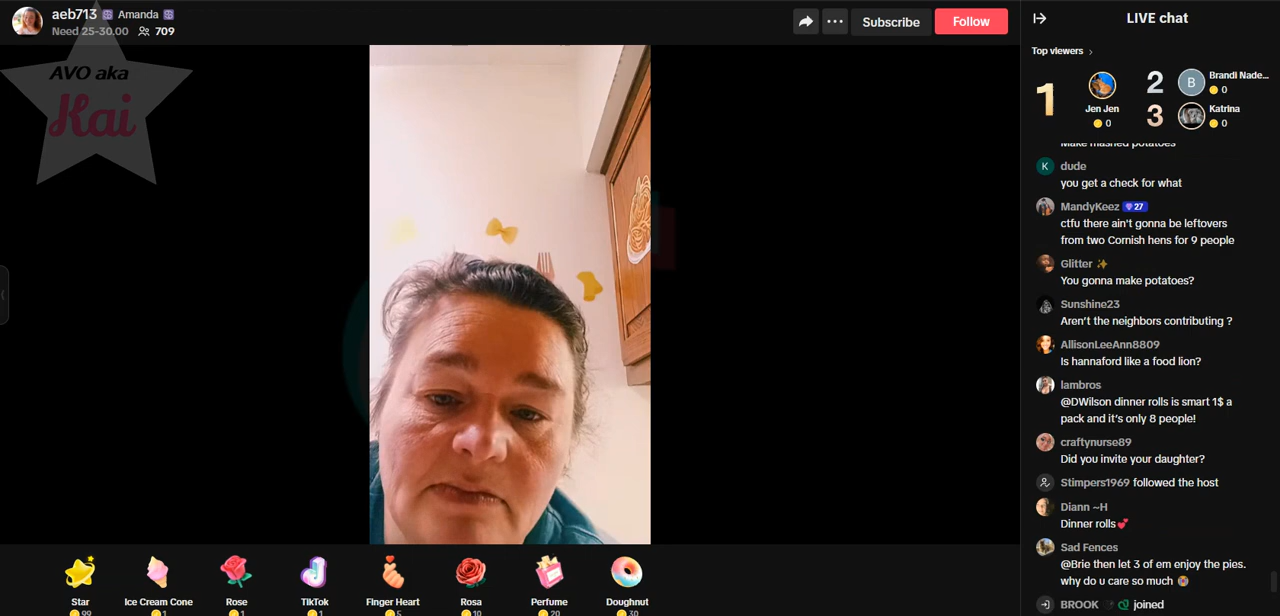 aeb713 Amanda
Need 25-30.00 709
AVO aka
Kai
Subscribe
Follow
LIVE chat
Top viewers
1
Jen Jen
0
2
B
Brandi Nade...
0
3
Katrina
0
Make mashed potatoes
K
dude
you get a check for what
MandyKeez 27
ctfu there ain't gonna be leftovers
from two Cornish hens for 9 people
Glitter ✨
You gonna make potatoes?
Sunshine23
Aren't the neighbors contributing ?
AllisonLeeAnn8809
Is hannaford like a food lion?
lambros
@DWilson dinner rolls is smart 1$ a
pack and it's only 8 people!
craftynurse89
Did you invite your daughter?
Stimpers1969 followed the host
Diann ~H
Dinner rolls💕
Sad Fences
@Brie then let 3 of em enjoy the pies.
why do u care so much
BROOK joined
Star
99
Ice Cream Cone
1
Rose
1
TikTok
1
Finger Heart
5
Rosa
10
Perfume
20
Doughnut
30